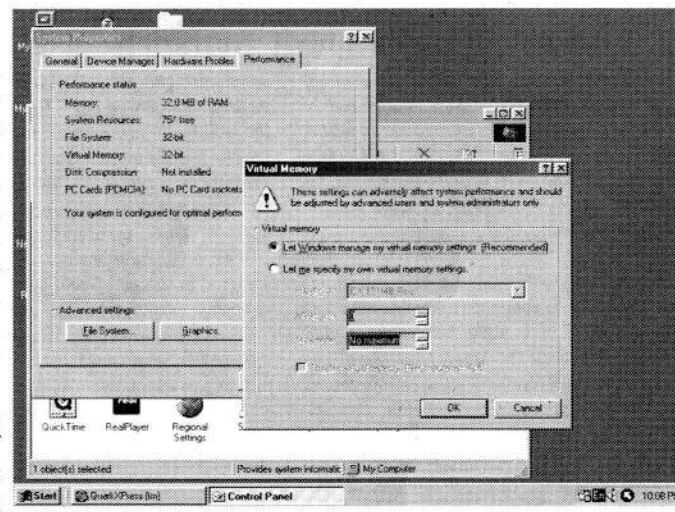 System Properties
General
Device Manager
Hardware Profiles
Performance
Performance status
Memory: 32.0 MB of RAM
System Resources: 75% free
File System: 32-bit
Virtual Memory: 32-bit
Disk Compression: Not installed
PC Cards (PCMCIA): No PC Card sockets
Your system is configured for optimal perform
Advanced settings
File System...
Graphics
Virtual Memory
These settings can adversely affect system performance and should
be adjusted by advanced users and system administrators only.
Virtual memory
Let Windows manage my virtual memory settings. (Recommended)
Let me specify my own virtual memory settings.
No maximum
OK
Cancel
QuickTime
RealPlayer
Regional
Settings
1 object(s) selected
Provides system informatic
My Computer
Start
QuarkXPress (tm)
Control Panel
En
10:08 P